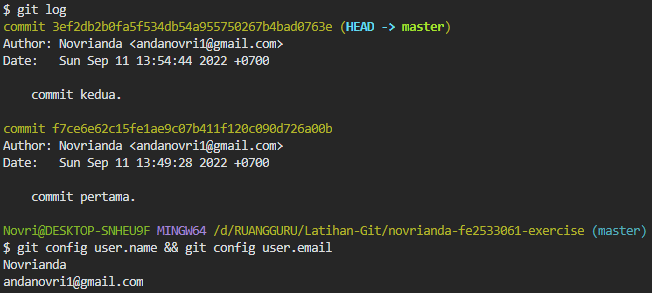 $ git log
commit 3ef2db2b0fa5f534db54a955750267b4bad0763e (HEAD -> master)
Author: Novrianda <andanovri1@gmail.com>
Date:   Sun Sep 11 13:54:44 2022 +0700
    commit kedua.
commit f7ce6e62c15fe1ae9c07b411f120c090d726a00b
Author: Novrianda <andanovri1@gmail.com>
Date:   Sun Sep 11 13:49:28 2022 +0700
    commit pertama.
Novri@DESKTOP-SNHEU9F MINGW64 /d/RUANGGURU/Latihan-Git/novrianda-fe2533061-exercise (master)
$ git config user.name && git config user.email
Novrianda
andanovri1@gmail.com